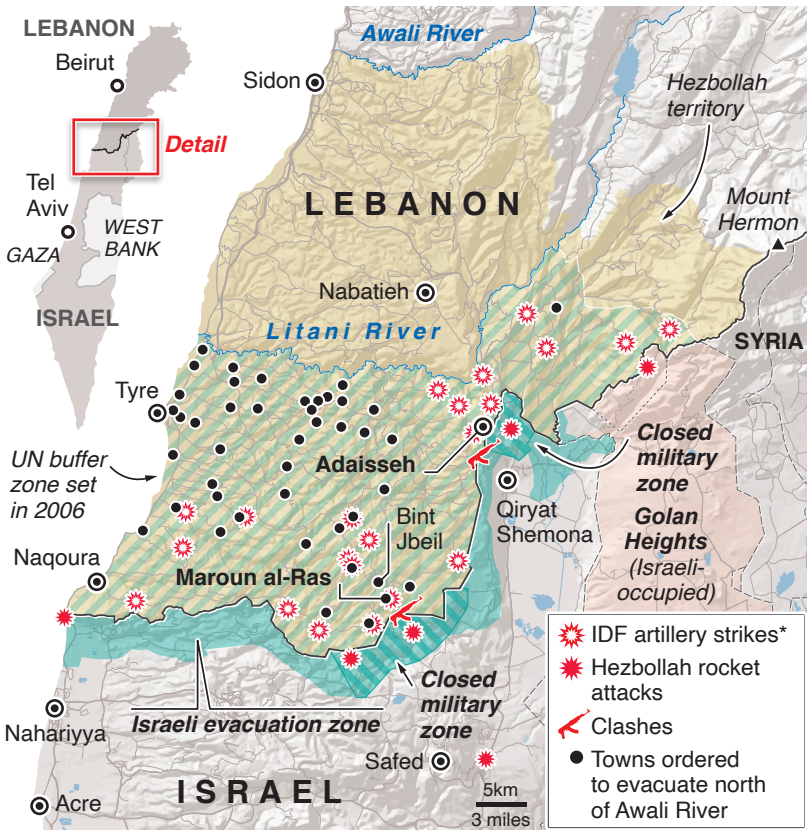 LEBANON
Beirut
Detail
Tel
Aviv
GAZA
WEST
BANK
ISRAEL
Awali River
Sidon
Hezbollah
territory
LEBANON
Mount
Hermon
Nabatieh
Litani River
SYRIA
Tyre
UN buffer
zone set
in 2006
Adaisseh
Closed
military
zone
Qiryat
Shemona
Golan
Heights
(Israeli-
occupied)
Bint
Jbeil
Naqoura
Maroun al-Ras
Closed
military
zone
Israeli evacuation zone
Nahariyya
Safed
ISRAEL
Acre
5km
3 miles
IDF artillery strikes*
Hezbollah rocket
attacks
Clashes
Towns ordered
to evacuate north
of Awali River